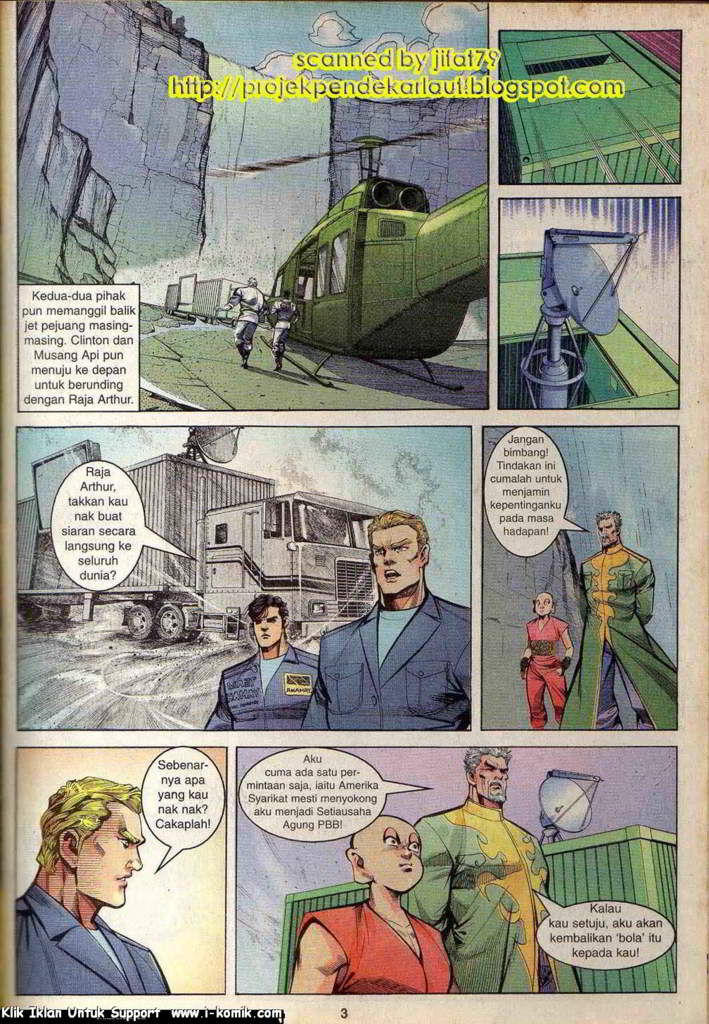 scanned by jifat79
http://projekpendekarlaut.blogspot.com
Kedua-dua pihak
pun memanggil balik
jet pejuang masing-
masing. Clinton dan
Musang Api pun
menuju ke depan
untuk berunding
dengan Raja Arthur.
Raja
Arthur,
takkan kau
nak buat
siaran secara
langsung ke
seluruh
dunia?
Jangan
bimbang!
Tindakan ini
cumalah untuk
menjamin
kepentinganku
pada masa
hadapan!
Sebenar-
nya apa
yang kau
nak nak?
Cakaplah!
Aku
cuma ada satu per-
mintaan saja, iaitu Amerika
Syarikat mesti menyokong
aku menjadi Setiausaha
Agung PBB!
Kalau
kau setuju, aku akan
kembalikan 'bola' itu
kepada kau!
Klik Iklan Untuk Support www.i-komik.com
3